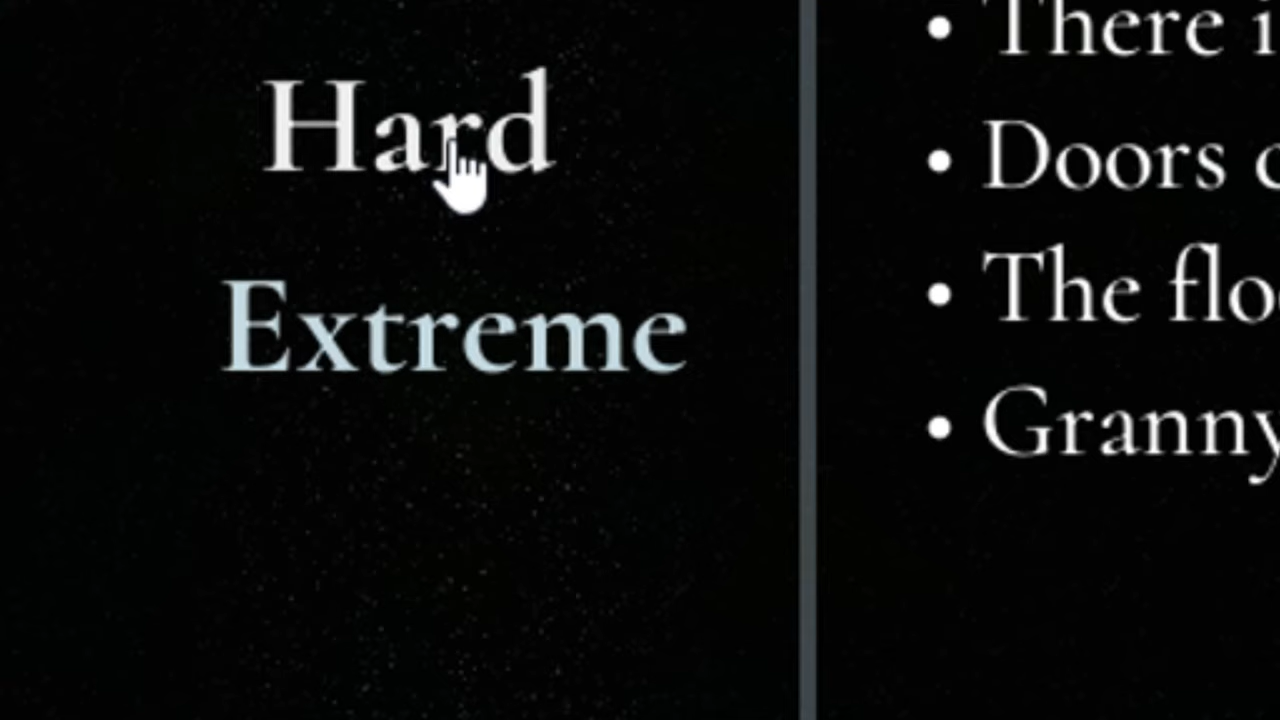 Hard
Extreme
• There
• Doors
• The
• Granny